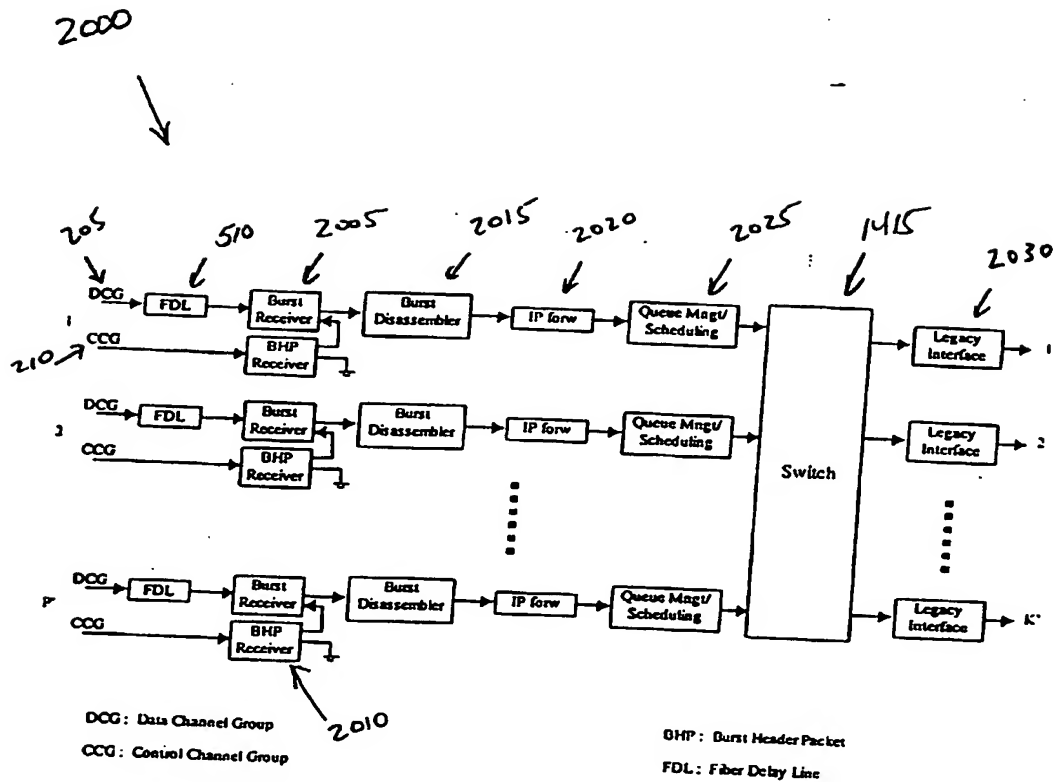 2000
205
510
2005
2015
2020
2025
1415
2030
DCG
FDL
Burst
Receiver
Burst
Disassembler
IP forw
Queue Mngt/
Scheduling
Legacy
Interface
1
1
210
CCG
BHP
Receiver
DCG
FDL
Burst
Receiver
Burst
Disassembler
IP forw
Queue Mngt/
Scheduling
Legacy
Interface
2
2
CCG
BHP
Receiver
Switch
DCG
FDL
Burst
Receiver
Burst
Disassembler
IP forw
Queue Mngt/
Scheduling
Legacy
Interface
K'
P'
CCG
BHP
Receiver
2010
DCG: Data Channel Group
CCG: Control Channel Group
BHP: Burst Header Packet
FDL: Fiber Delay Line